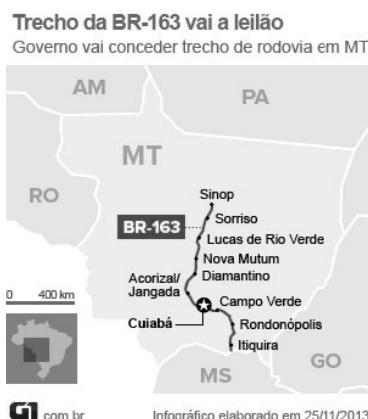 Trecho da BR-163 vai a leilão
Governo vai conceder trecho de rodovia em MT
AM
PA
MT
RO
Sinop
BR-163
Sorriso
Lucas de Rio Verde
Nova Mutum
Diamantino
Acorizal/
Jangada
0 400 km
Campo Verde
Cuiabá
Rondonópolis
Itiquira
MS
GO
G1 .com.br
Infográfico elaborado em 25/11/2013